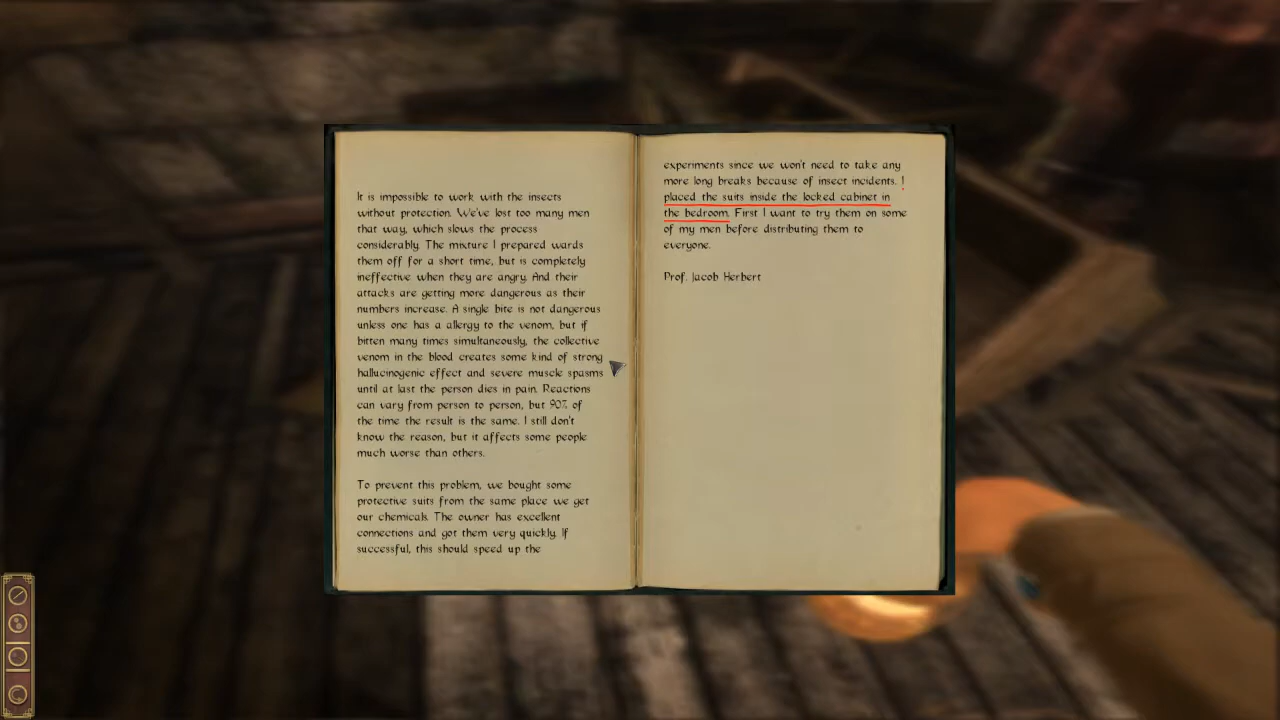 It is impossible to work with the insects
without protection. We've lost too many men
that way, which slows the process
considerably. The mixture I prepared wards
them off for a short time, but is completely
ineffective when they are angry. And their
attacks are getting more dangerous as their
numbers increase. A single bite is not dangerous
unless one has a allergy to the venom, but if
bitten many times simultaneously, the collective
venom in the blood creates some kind of strong
hallucinogenic effect and severe muscle spasms
until at last the person dies in pain. Reactions
can vary from person to person, but 90% of
the time the result is the same. I still don't
know the reason, but it affects some people
much worse than others.
To prevent this problem, we bought some
protective suits from the same place we get
our chemicals. The owner has excellent
connections and got them very quickly. If
successful, this should speed up the
experiments since we won't need to take any
more long breaks because of insect incidents. I
placed the suits inside the locked cabinet in
the bedroom. First I want to try them on some
of my men before distributing them to
everyone.
Prof. Jacob Herbert